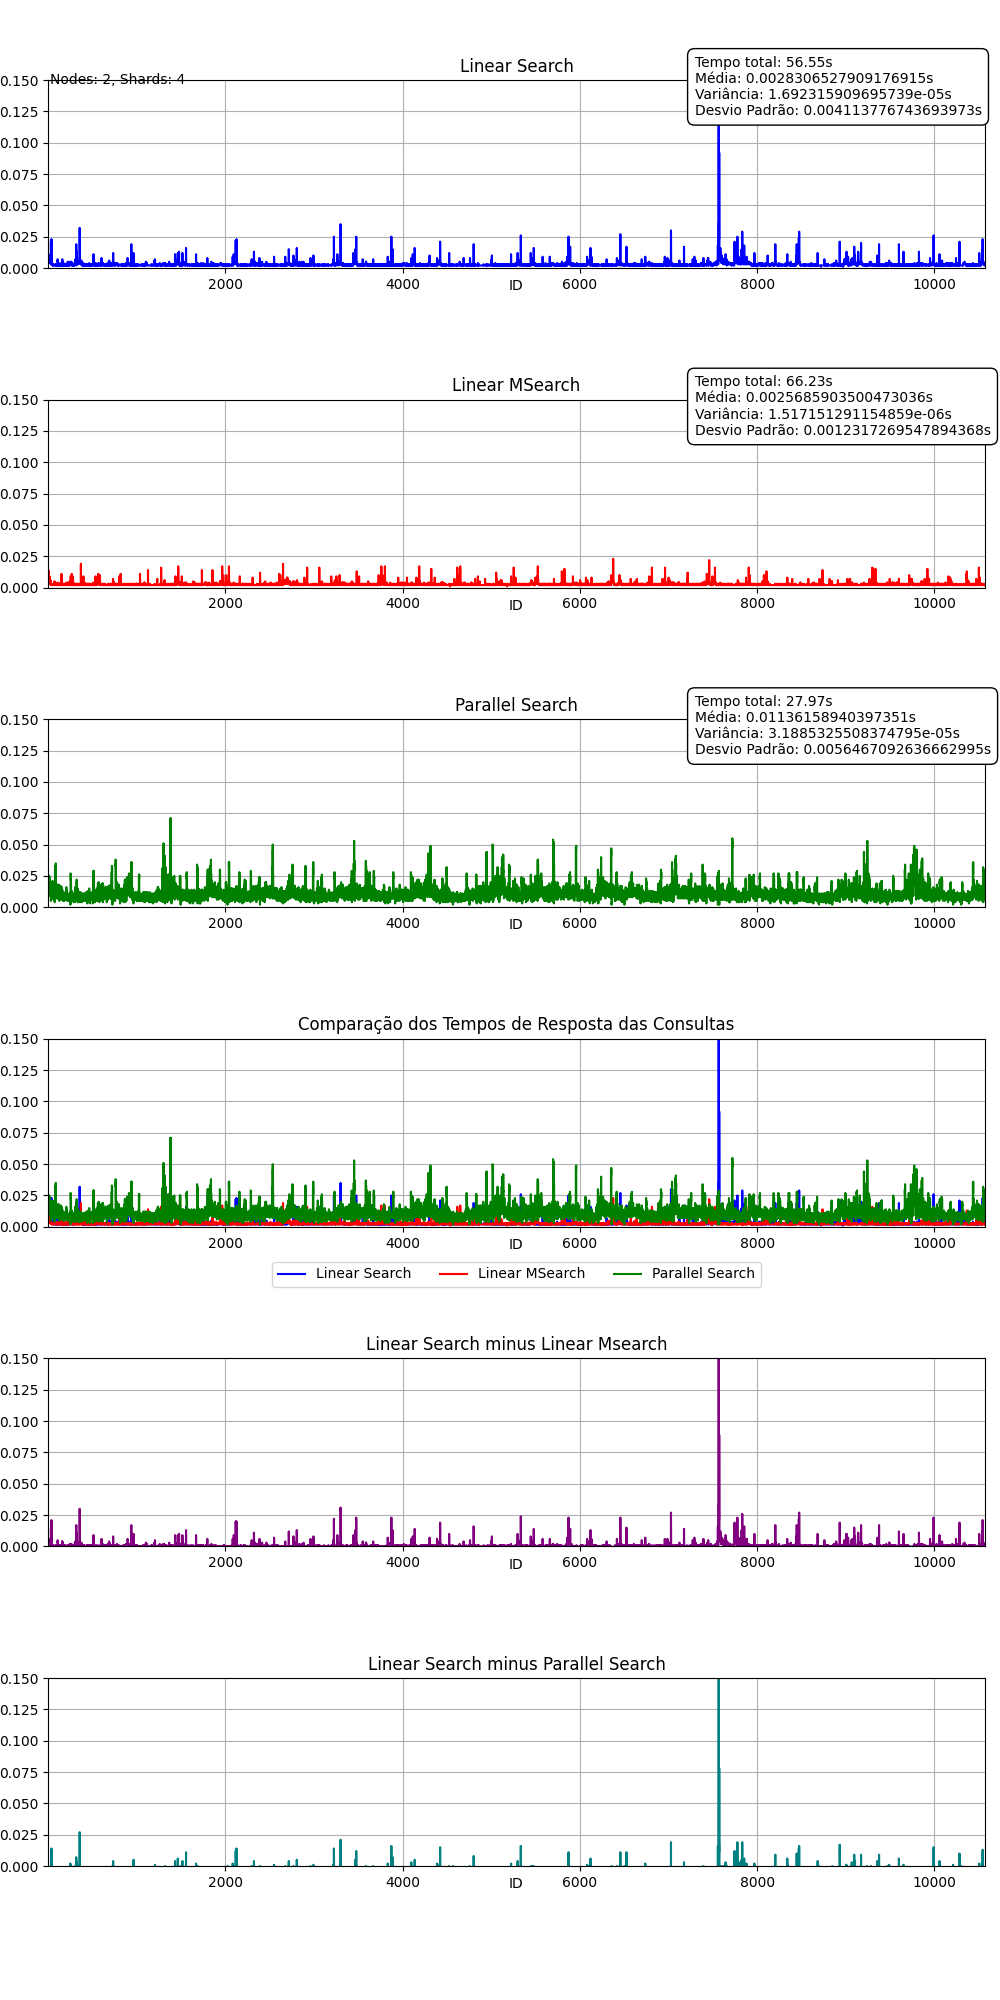 Linear Search
Nodes: 2, Shards: 4
Tempo total: 56.55s
Média: 0.0028306527909176915s
Variância: 1.692315909695739e-05s
Desvio Padrão: 0.004113776743693973s
0.150
0.125
0.100
0.075
0.050
0.025
0.000
2000 4000 6000 8000 10000
ID
Linear MSearch
Tempo total: 66.23s
Média: 0.0025685903500473036s
Variância: 1.517151291154859e-06s
Desvio Padrão: 0.0012317269547894368s
0.150
0.125
0.100
0.075
0.050
0.025
0.000
2000 4000 6000 8000 10000
ID
Parallel Search
Tempo total: 27.97s
Média: 0.01136158940397351s
Variância: 3.1885325508374795e-05s
Desvio Padrão: 0.0056467092636662995s
0.150
0.125
0.100
0.075
0.050
0.025
0.000
2000 4000 6000 8000 10000
ID
Comparação dos Tempos de Resposta das Consultas
0.150
0.125
0.100
0.075
0.050
0.025
0.000
2000 4000 6000 8000 10000
ID
Linear Search Linear MSearch Parallel Search
Linear Search minus Linear Msearch
0.150
0.125
0.100
0.075
0.050
0.025
0.000
2000 4000 6000 8000 10000
ID
Linear Search minus Parallel Search
0.150
0.125
0.100
0.075
0.050
0.025
0.000
2000 4000 6000 8000 10000
ID